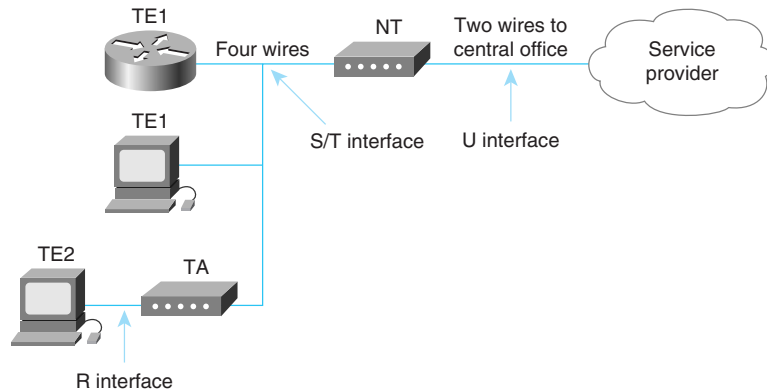 TE1
Four wires
NT
Two wires to
central office
Service
provider
S/T interface
U interface
TE1
TE2
TA
R interface